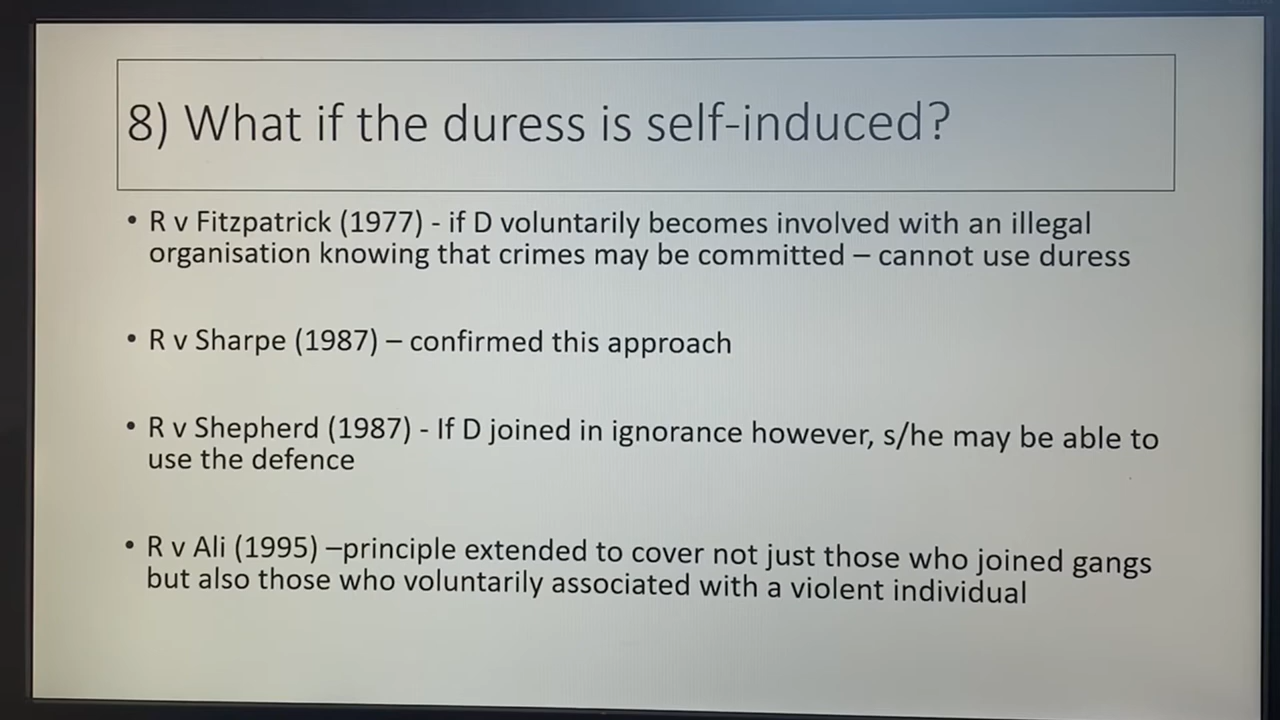 8) What if the duress is self-induced?
• R v Fitzpatrick (1977) - if D voluntarily becomes involved with an illegal
organisation knowing that crimes may be committed – cannot use duress
• R v Sharpe (1987) – confirmed this approach
• R v Shepherd (1987) - If D joined in ignorance however, s/he may be able to
use the defence
• R v Ali (1995) –principle extended to cover not just those who joined gangs
but also those who voluntarily associated with a violent individual